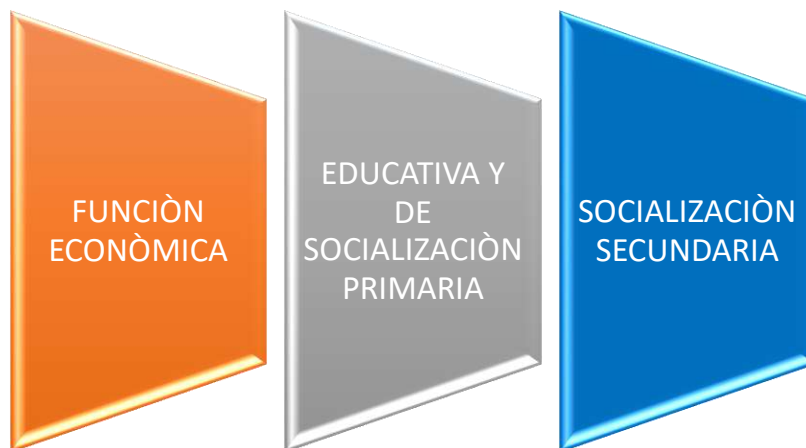 FUNCIÒN
ECONÒMICA
EDUCATIVA Y
DE
SOCIALIZACIÒN
PRIMARIA
SOCIALIZACIÒN
SECUNDARIA